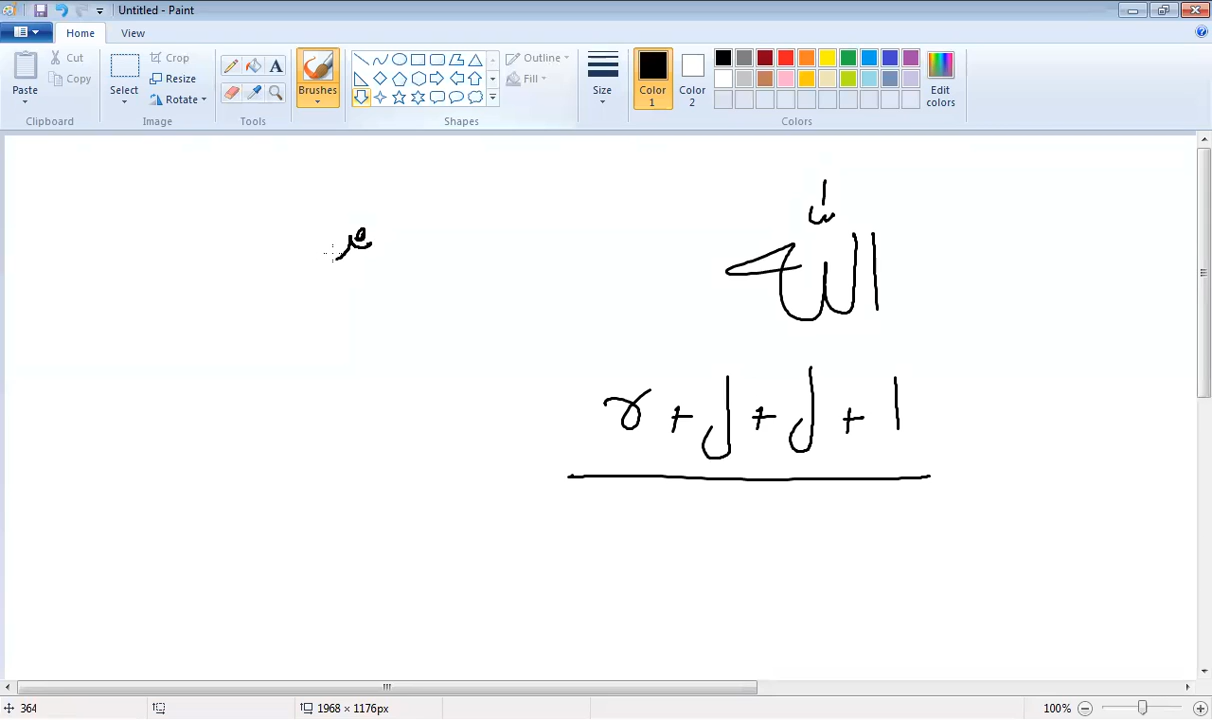 Untitled - Paint
Home View
Paste Cut Copy Select Crop Resize Rotate Brushes Outline Fill Size Color 1 Color 2 Edit colors
Clipboard Image Tools Shapes Colors
اللّٰه
ا + ل + ل + ه
364 1968 × 1176px 100%